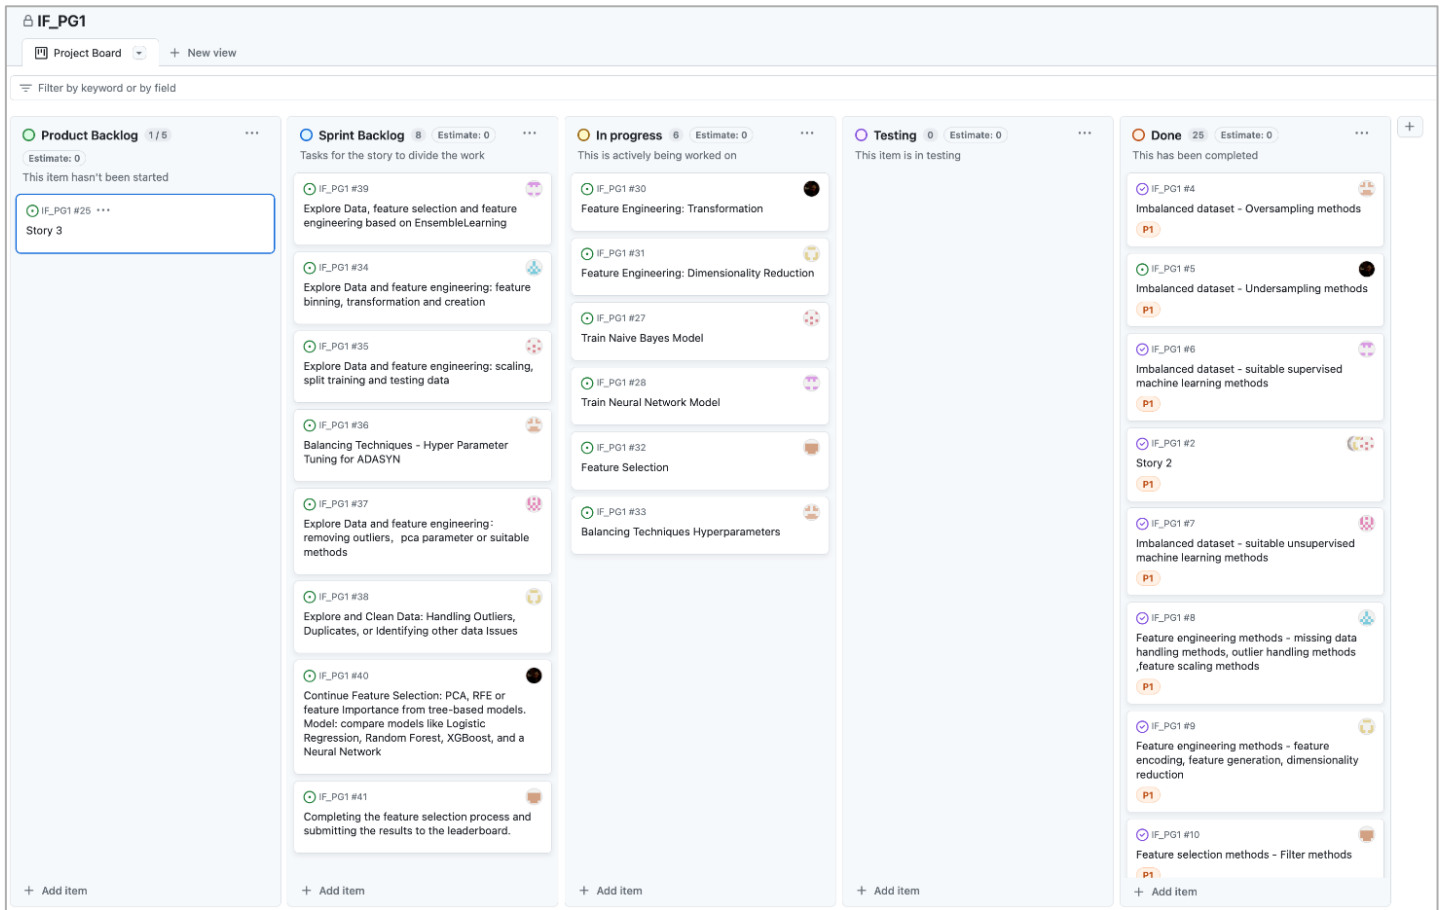 IF_PG1
Project Board
New view
Filter by keyword or by field
Product Backlog 1 / 5
Estimate: 0
This item hasn't been started
IF_PG1 #25
Story 3
Add item
Sprint Backlog 8 Estimate: 0
Tasks for the story to divide the work
IF_PG1 #39
Explore Data, feature selection and feature
engineering based on EnsembleLearning
IF_PG1 #34
Explore Data and feature engineering: feature
binning, transformation and creation
IF_PG1 #35
Explore Data and feature engineering: scaling,
split training and testing data
IF_PG1 #36
Balancing Techniques - Hyper Parameter
Tuning for ADASYN
IF_PG1 #37
Explore Data and feature engineering：
removing outliers，pca parameter or suitable
methods
IF_PG1 #38
Explore and Clean Data: Handling Outliers,
Duplicates, or Identifying other data Issues
IF_PG1 #40
Continue Feature Selection: PCA, RFE or
feature Importance from tree-based models.
Model: compare models like Logistic
Regression, Random Forest, XGBoost, and a
Neural Network
IF_PG1 #41
Completing the feature selection process and
submitting the results to the leaderboard.
Add item
In progress 6 Estimate: 0
This is actively being worked on
IF_PG1 #30
Feature Engineering: Transformation
IF_PG1 #31
Feature Engineering: Dimensionality Reduction
IF_PG1 #27
Train Naive Bayes Model
IF_PG1 #28
Train Neural Network Model
IF_PG1 #32
Feature Selection
IF_PG1 #33
Balancing Techniques Hyperparameters
Add item
Testing 0 Estimate: 0
This item is in testing
Add item
Done 25 Estimate: 0
This has been completed
IF_PG1 #4
Imbalanced dataset - Oversampling methods
P1
IF_PG1 #5
Imbalanced dataset - Undersampling methods
P1
IF_PG1 #6
Imbalanced dataset - suitable supervised
machine learning methods
P1
IF_PG1 #2
Story 2
P1
IF_PG1 #7
Imbalanced dataset - suitable unsupervised
machine learning methods
P1
IF_PG1 #8
Feature engineering methods - missing data
handling methods, outlier handling methods
,feature scaling methods
P1
IF_PG1 #9
Feature engineering methods - feature
encoding, feature generation, dimensionality
reduction
P1
IF_PG1 #10
Feature selection methods - Filter methods
P1
Add item